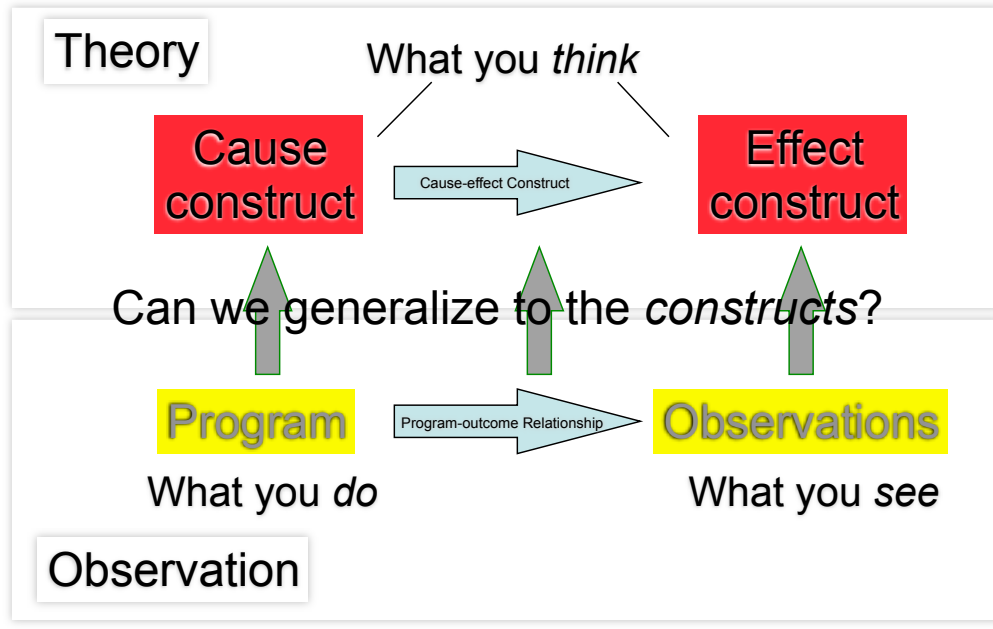 Theory
What you think
Cause
construct
Cause-effect Construct
Effect
construct
Can we generalize to the constructs?
Program
Program-outcome Relationship
Observations
What you do
What you see
Observation